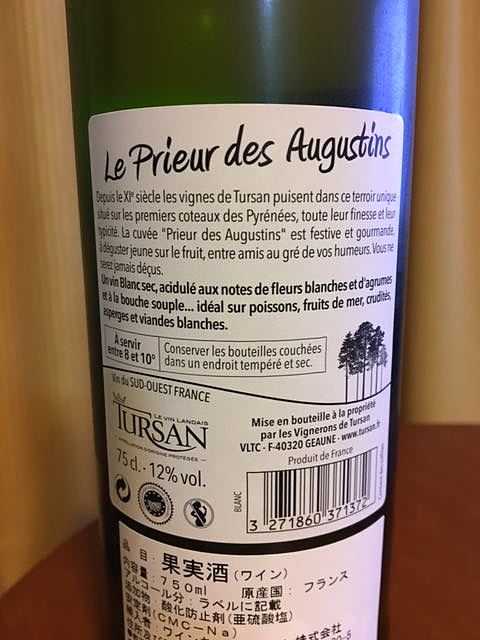 Le Prieur des Augustins
Depuis le XIᵉ siècle les vignes de Tursan puisent dans ce terroir unique
situé sur les premiers coteaux des Pyrénées, toute leur finesse et leur
typicité. La cuvée "Prieur des Augustins" est festive et gourmande,
à déguster jeune sur le fruit, entre amis au gré de vos humeurs. Vous ne
serez jamais déçus.
Un vin Blanc sec, acidulé aux notes de fleurs blanches et d'agrumes
et à la bouche souple... idéal sur poissons, fruits de mer, crudités,
asperges et viandes blanches.
À servir
entre 8 et 10°
Conserver les bouteilles couchées
dans un endroit tempéré et sec.
Vin du SUD-OUEST FRANCE
LE VIN LANDAIS
TURSAN
APPELLATION D'ORIGINE PROTÉGÉE
75 cl. - 12% vol.
Mise en bouteille à la propriété
par les Vignerons de Tursan
VLTC - F-40320 GEAUNE - www.tursan.fr
Produit de France
BLANC
3 271860 371372
品目:果実酒(ワイン)
内容量:750ml 原産国: フランス
アルコール分:ラベルに記載
添加物:酸化防止剤(亜硫酸塩)
安定剤(CMC-Na)
株式会社